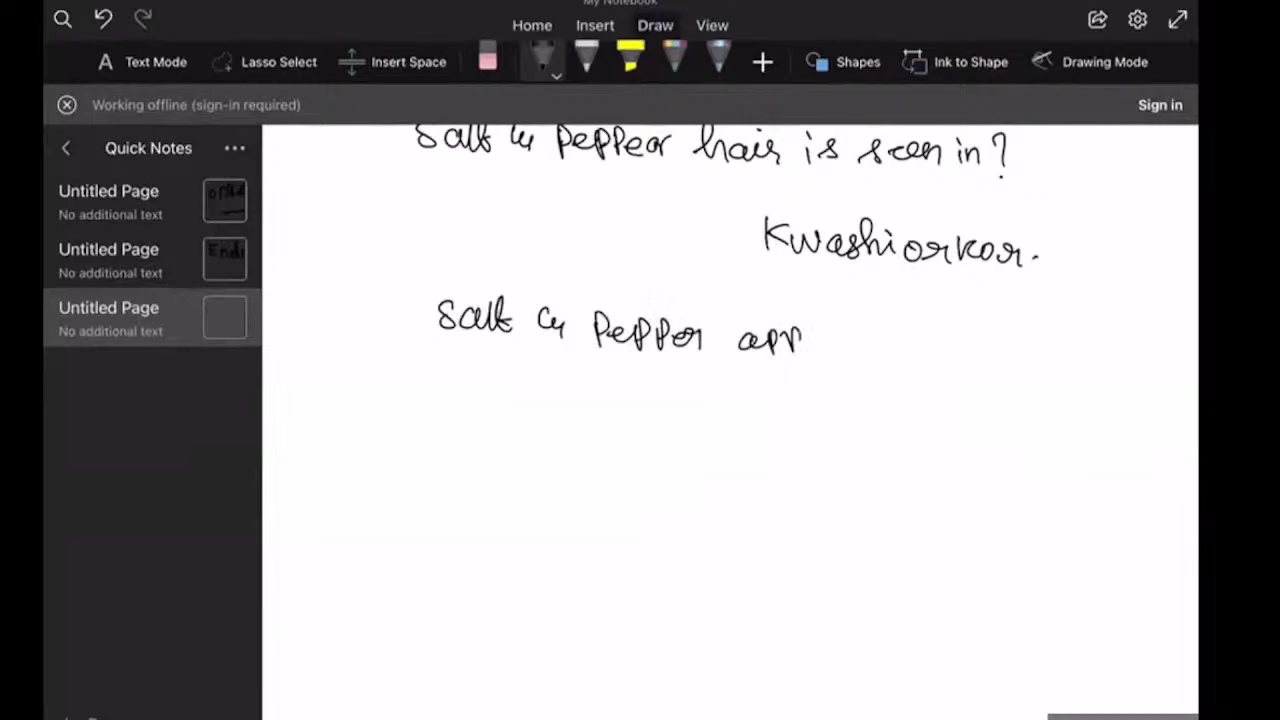 My Notebook
Home Insert Draw View
Text Mode Lasso Select Insert Space Shapes Ink to Shape Drawing Mode
Working offline (sign-in required) Sign in
Quick Notes
Untitled Page
No additional text
Untitled Page
No additional text
Untitled Page
No additional text
Salt & peppear hair is seen in?
Kwashiorkor.
Salt & Pepper app